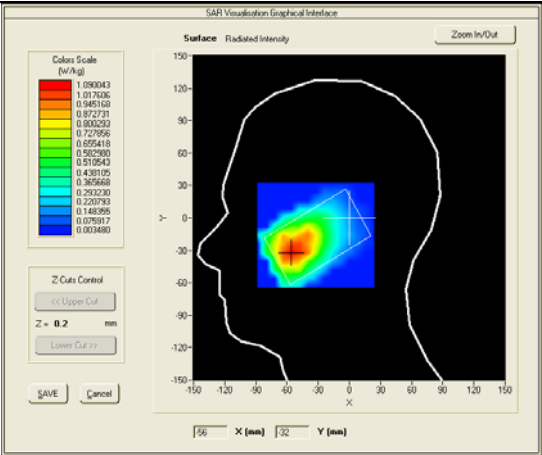 SAR Visualisation Graphical Interface
Surface Radiated Intensity
Zoom In/Out
Colors Scale
(W/kg)
1.090043
1.017606
0.945168
0.872731
0.800293
0.727856
0.655418
0.582980
0.510543
0.438105
0.365668
0.293230
0.220793
0.148355
0.075917
0.003480
Z-Cuts Control
<< Upper Cut
Z = 0.2 mm
Lower Cut >>
SAVE Cancel
150
120
90
60
30
0
-30
-60
-90
-120
-150
Y
-150 -120 -90 -60 -30 0 30 60 90 120 150
X
-56 X (mm) -32 Y (mm)